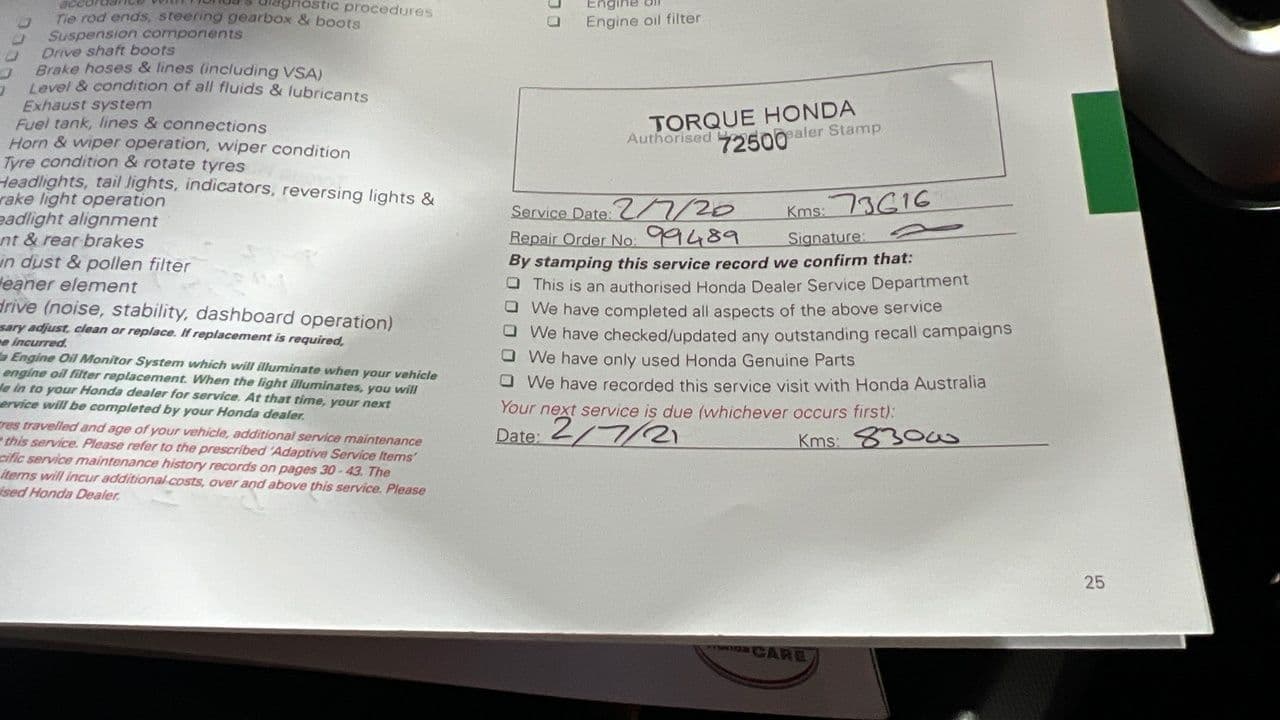 diagnostic procedures
Tie rod ends, steering gearbox & boots
Suspension components
Drive shaft boots
Brake hoses & lines (including VSA)
Level & condition of all fluids & lubricants
Exhaust system
Fuel tank, lines & connections
Horn & wiper operation, wiper condition
Tyre condition & rotate tyres
Headlights, tail lights, indicators, reversing lights &
rake light operation
eadlight alignment
nt & rear brakes
in dust & pollen filter
leaner element
drive (noise, stability, dashboard operation)
sary adjust, clean or replace. If replacement is required,
e incurred.
a Engine Oil Monitor System which will illuminate when your vehicle
engine oil filter replacement. When the light illuminates, you will
le in to your Honda dealer for service. At that time, your next
ervice will be completed by your Honda dealer.
res travelled and age of your vehicle, additional service maintenance
this service. Please refer to the prescribed 'Adaptive Service Items'
cific service maintenance history records on pages 30 - 43. The
items will incur additional costs, over and above this service. Please
ised Honda Dealer.
Engine oil
Engine oil filter
TORQUE HONDA
Authorised Honda Dealer Stamp
72500
Service Date: 2/7/20 Kms: 73616
Repair Order No: 99489 Signature:
By stamping this service record we confirm that:
This is an authorised Honda Dealer Service Department
We have completed all aspects of the above service
We have checked/updated any outstanding recall campaigns
We have only used Honda Genuine Parts
We have recorded this service visit with Honda Australia
Your next service is due (whichever occurs first):
Date: 2/7/21 Kms: 83000
25
CARE